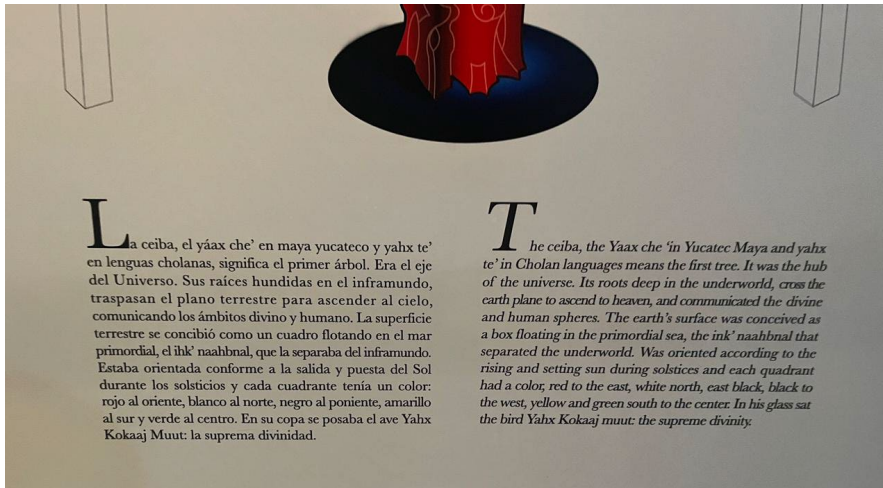 La ceiba, el yáax che’ en maya yucateco y yahx te’
en lenguas cholanas, significa el primer árbol. Era el eje
del Universo. Sus raíces hundidas en el inframundo,
traspasan el plano terrestre para ascender al cielo,
comunicando los ámbitos divino y humano. La superficie
terrestre se concibió como un cuadro flotando en el mar
primordial, el ihk’ naahbnal, que la separaba del inframundo.
Estaba orientada conforme a la salida y puesta del Sol
durante los solsticios y cada cuadrante tenía un color:
rojo al oriente, blanco al norte, negro al poniente, amarillo
al sur y verde al centro. En su copa se posaba el ave Yahx
Kokaaj Muut: la suprema divinidad.
The ceiba, the Yaax che ‘in Yucatec Maya and yahx
te’ in Cholan languages means the first tree. It was the hub
of the universe. Its roots deep in the underworld, cross the
earth plane to ascend to heaven, and communicated the divine
and human spheres. The earth’s surface was conceived as
a box floating in the primordial sea, the ink’ naahbnal that
separated the underworld. Was oriented according to the
rising and setting sun during solstices and each quadrant
had a color, red to the east, white north, east black, black to
the west, yellow and green south to the center. In his glass sat
the bird Yahx Kokaaj muut: the supreme divinity.